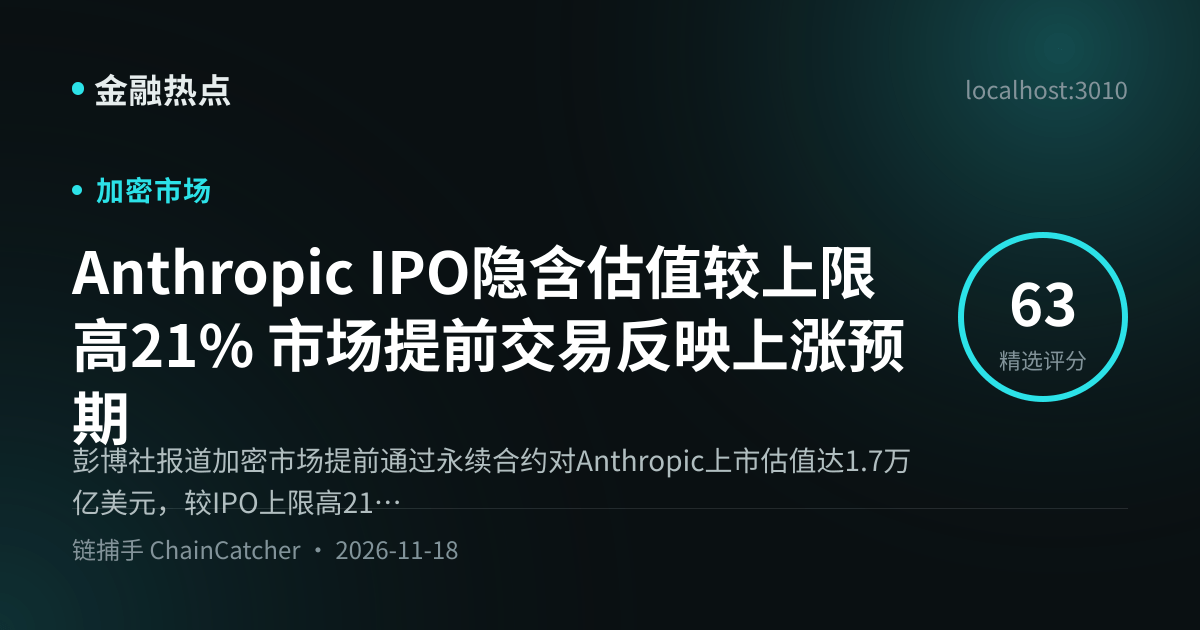 金融热点
localhost:3010
加密市场
Anthropic IPO隐含估值较上限
高21% 市场提前交易反映上涨预
期
63
精选评分
彭博社报道加密市场提前通过永续合约对Anthropic上市估值达1.7万
亿美元，较IPO上限高21…
链捕手 ChainCatcher · 2026-11-18